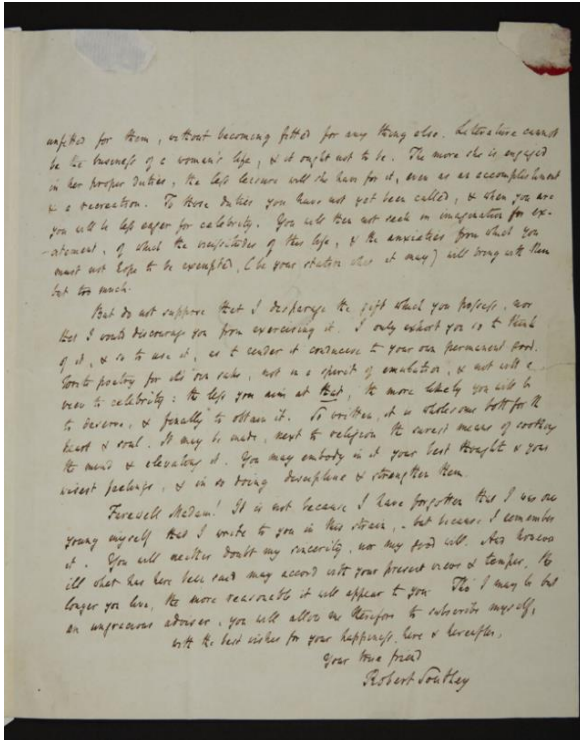 unfitted for them, without becoming fitted for any thing else. Literature cannot
be the business of a woman's life, & it ought not to be. The more she is engaged
in her proper duties, the less leisure will she have for it, even as an accomplishment
& a recreation. To those duties you have not yet been called, & when you are
you will be less eager for celebrity. You will then not seek in imagination for ex-
-citement, of which the vicissitudes of this life, & the anxieties from which you
must not hope to be exempted, (be your station what it may) will bring with them
but too much.
But do not suppose that I disparage the gift which you possess, nor
that I would discourage you from exercising it. I only exhort you so to think
of it, & so to use it, as to render it conducive to your own permanent good.
Write poetry for its own sake, not in a spirit of emulation, & not with a
view to celebrity: the less you aim at that, the more likely you will be
to deserve, & finally to obtain it. So written, it is wholesome both for the
heart & soul. It may be made, next to religion the surest means of soothing
the mind & elevating it. You may embody in it your best thoughts & your
wisest feelings, & in so doing discipline & strengthen them.
Farewell Madam! It is not because I have forgotten that I was once
young myself that I write to you in this strain, - but because I remember
it. You will neither doubt my sincerity, nor my good will. And however
ill what has here been said may accord with your present views & temper, the
longer you live, the more reasonable it will appear to you. Tho' I may be but
an ungracious adviser, you will allow me therefore to subscribe myself,
with the best wishes for your happiness, here & hereafter,
Your true friend
Robert Southey